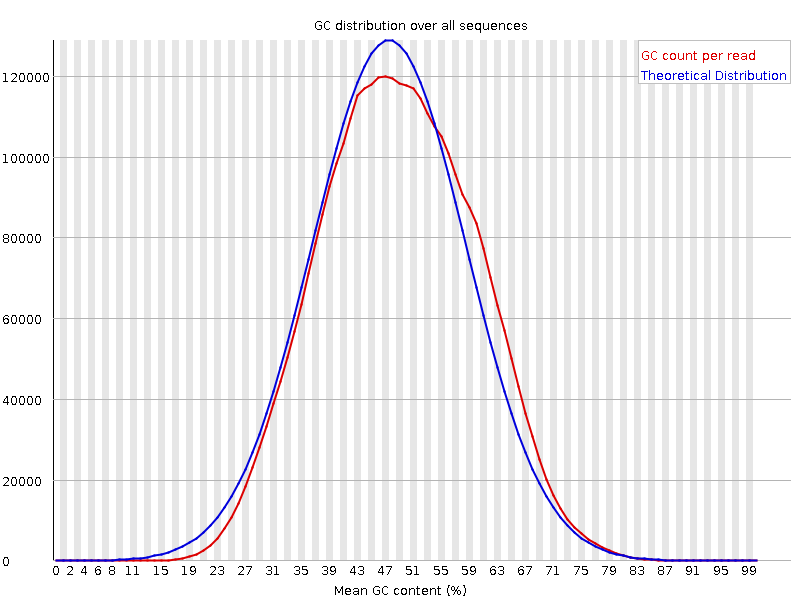 GC distribution over all sequences
GC count per read
Theoretical Distribution
120000
100000
80000
60000
40000
20000
0
0 2 4 6 8 11 15 19 23 27 31 35 39 43 47 51 55 59 63 67 71 75 79 83 87 91 95 99
Mean GC content (%)